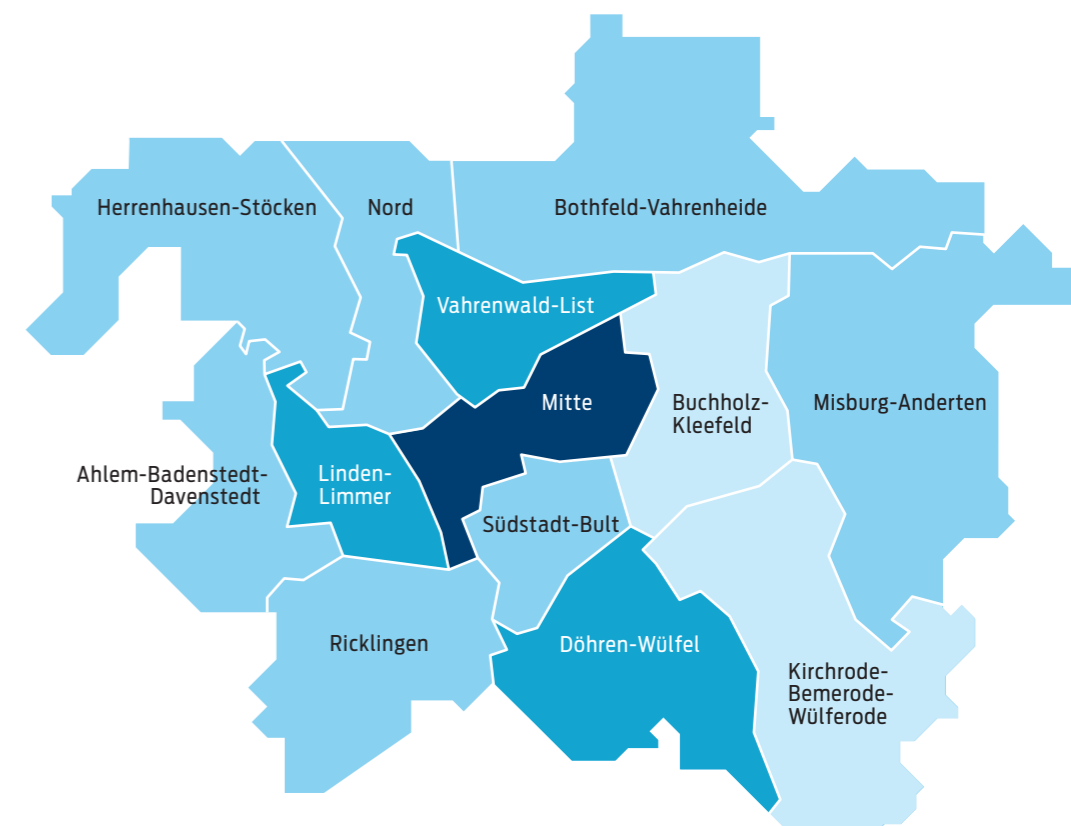 Herrenhausen-Stöcken
Nord
Bothfeld-Vahrenheide
Vahrenwald-List
Mitte
Buchholz-
Kleefeld
Misburg-Anderten
Ahlem-Badenstedt-
Davenstedt
Linden-
Limmer
Südstadt-Bult
Ricklingen
Döhren-Wülfel
Kirchrode-
Bemerode-
Wülferode